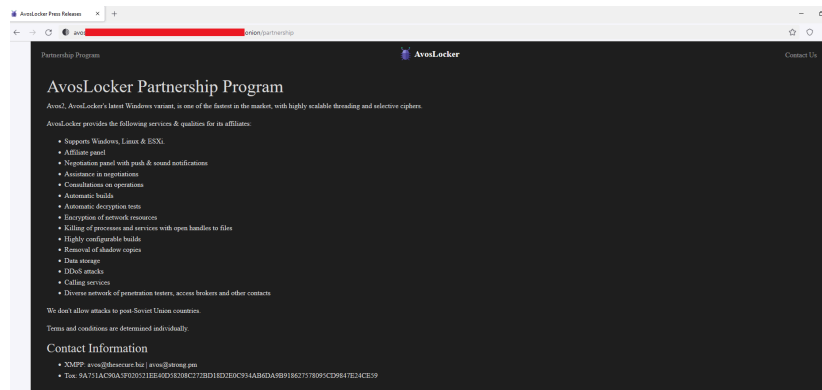 AvosLocker Press Releases
avos
onion/partnership
Partnership Program
AvosLocker
Contact Us
AvosLocker Partnership Program
Avos2, AvosLocker's latest Windows variant, is one of the fastest in the market, with highly scalable threading and selective ciphers.
AvosLocker provides the following services & qualities for its affiliates:
• Supports Windows, Linux & ESXi.
• Affiliate panel
• Negotiation panel with push & sound notifications
• Assistance in negotiations
• Consultations on operations
• Automatic builds
• Automatic decryption tests
• Encryption of network resources
• Killing of processes and services with open handles to files
• Highly configurable builds
• Removal of shadow copies
• Data storage
• DDoS attacks
• Calling services
• Diverse network of penetration testers, access brokers and other contacts
We don't allow attacks to post-Soviet Union countries.
Terms and conditions are determined individually.
Contact Information
• XMPP: avos@thesecure.biz | avos@strong.pm
• Tox: 9A751AC90A5F020521EE40D58208C272BD18D2E0C934AB6DA9B918627578095CD9847E24CE59